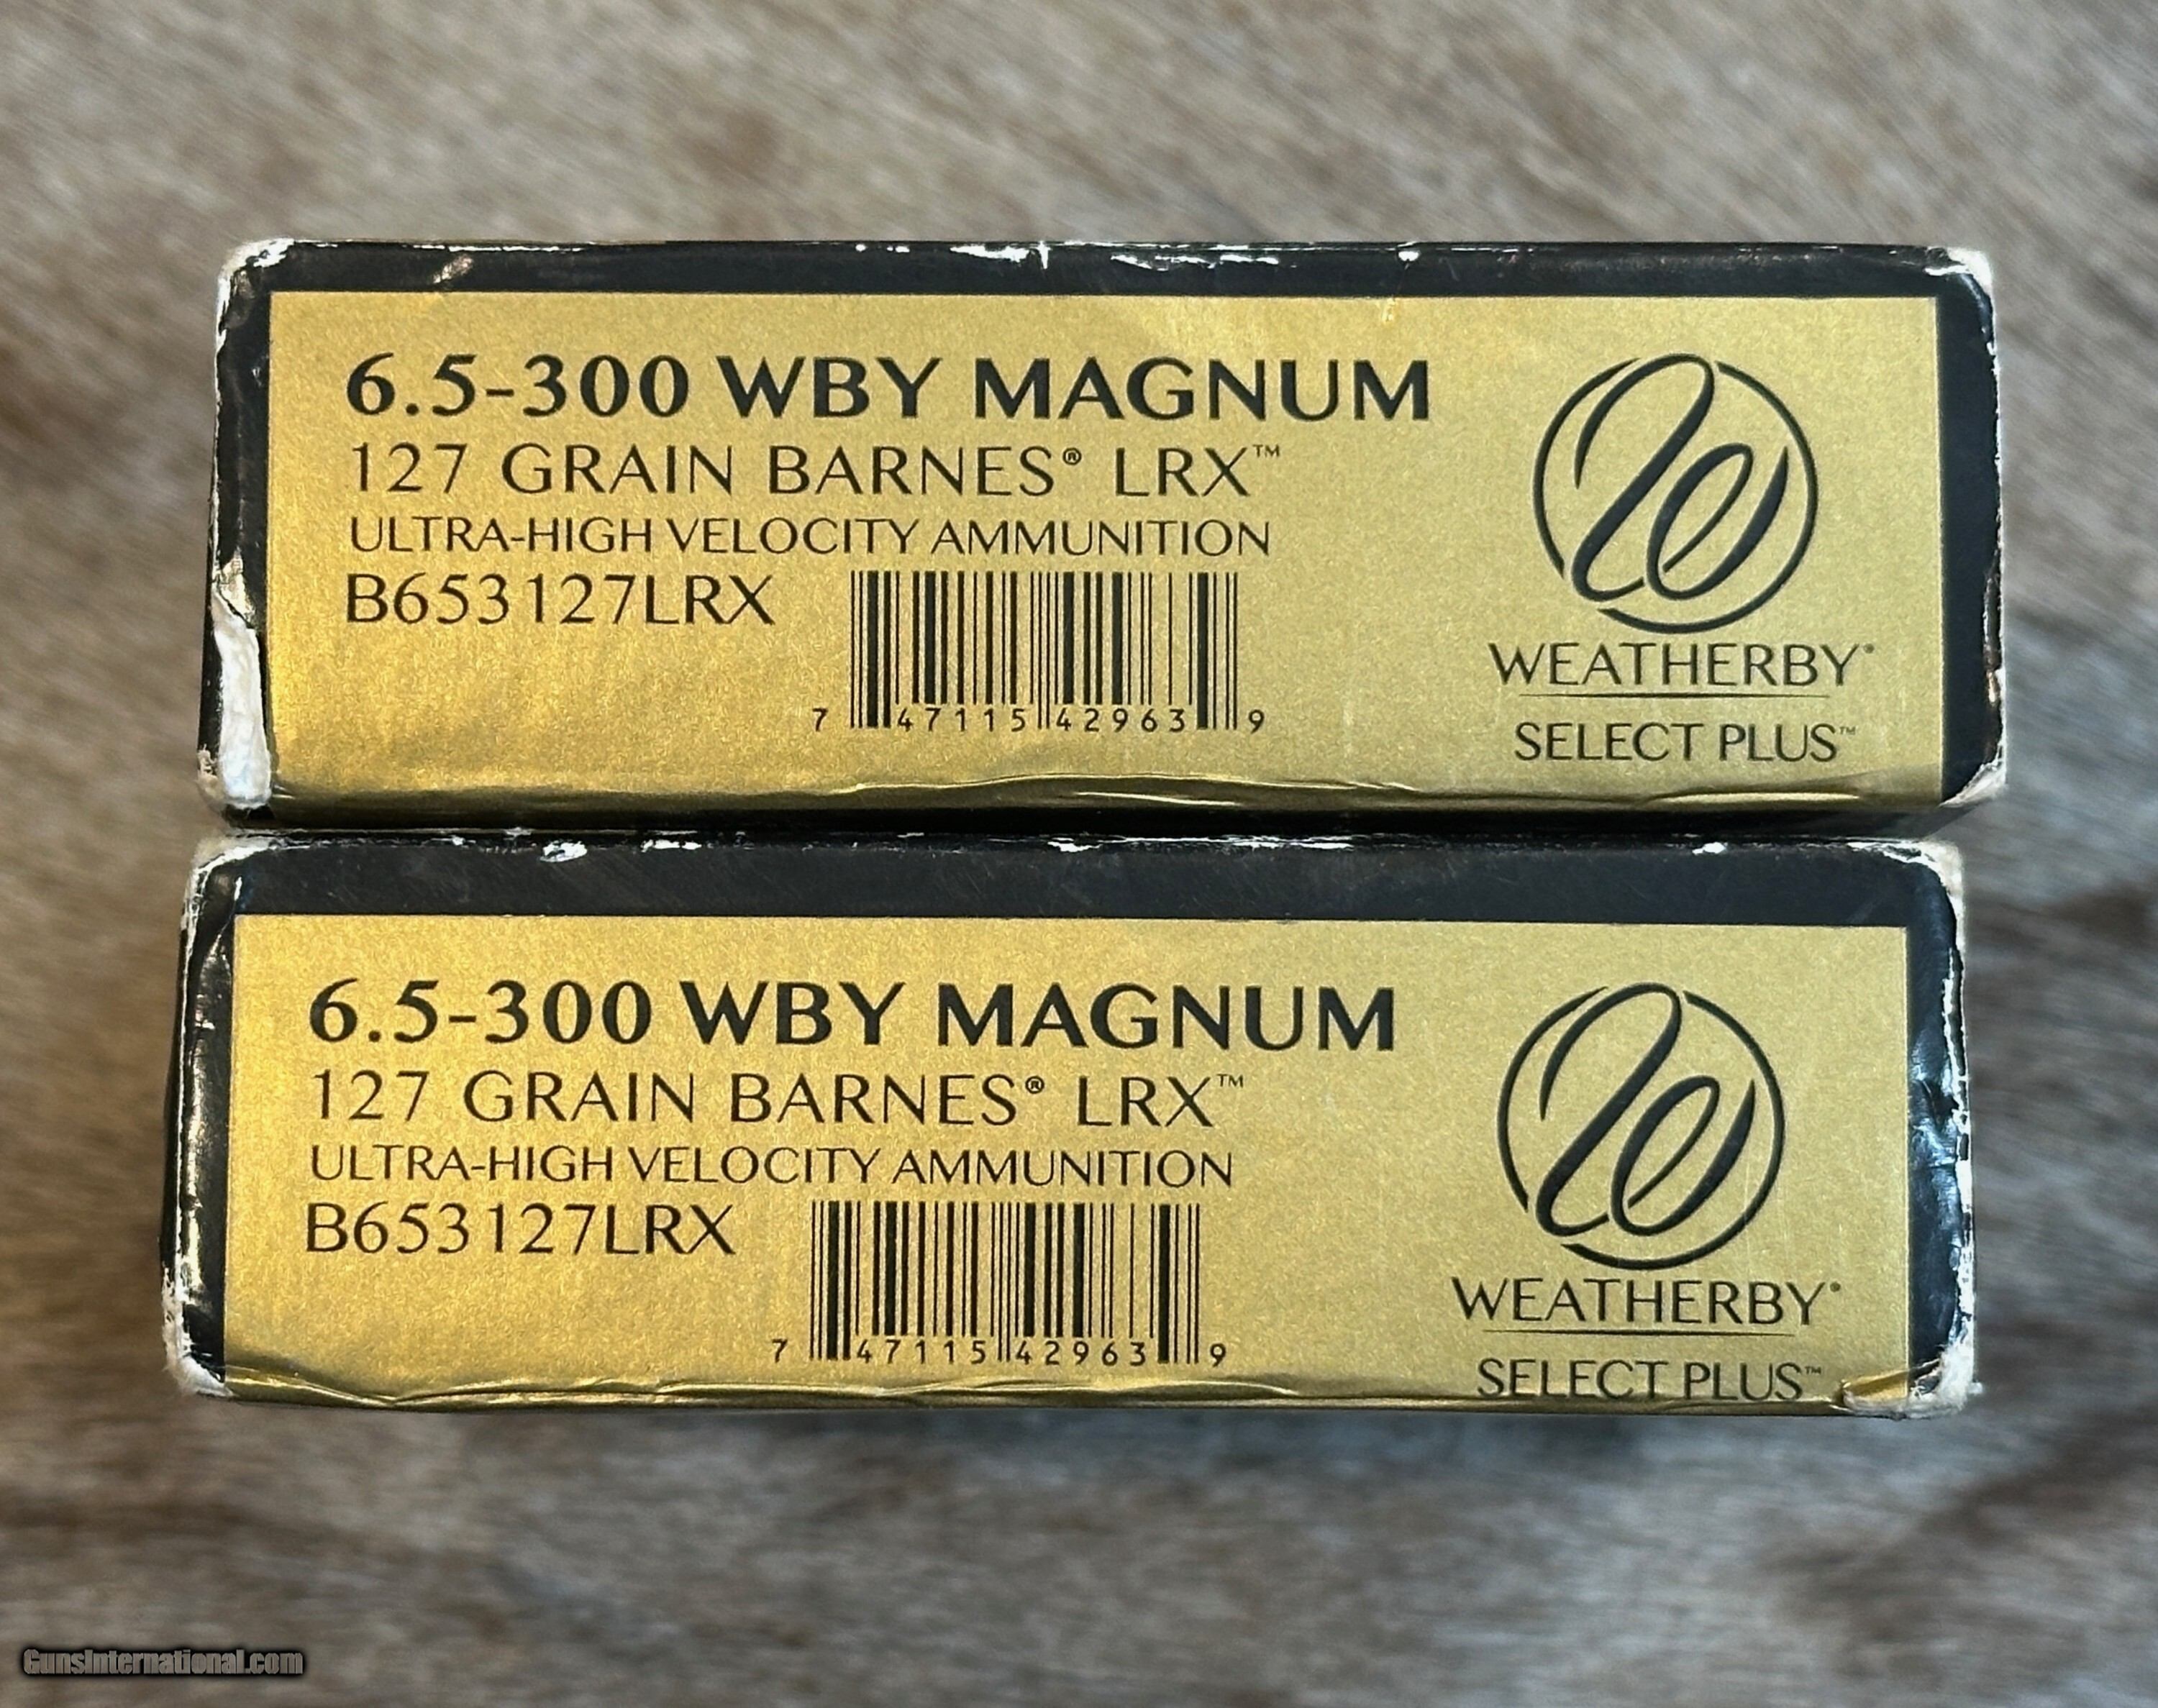 6.5-300 WBY MAGNUM
127 GRAIN BARNES® LRX™
ULTRA-HIGH VELOCITY AMMUNITION
B653127LRX
7 47115 42963 9
WEATHERBY®
SELECT PLUS™
6.5-300 WBY MAGNUM
127 GRAIN BARNES® LRX™
ULTRA-HIGH VELOCITY AMMUNITION
B653127LRX
7 47115 42963 9
WEATHERBY®
SELECT PLUS™
GunsInternational.com